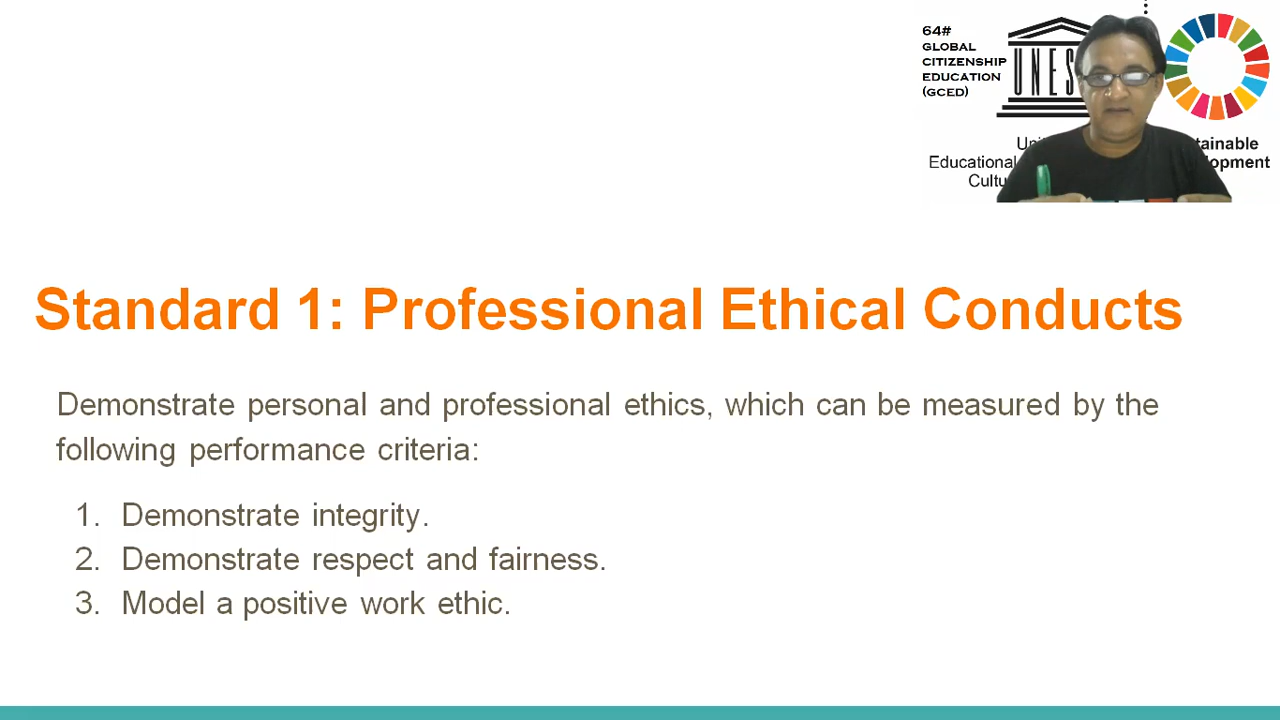 64#
GLOBAL
CITIZENSHIP
EDUCATION
(GCED)
Educational
Standard 1: Professional Ethical Conducts
Demonstrate personal and professional ethics, which can be measured by the
following performance criteria:
1. Demonstrate integrity.
2. Demonstrate respect and fairness.
3. Model a positive work ethic.